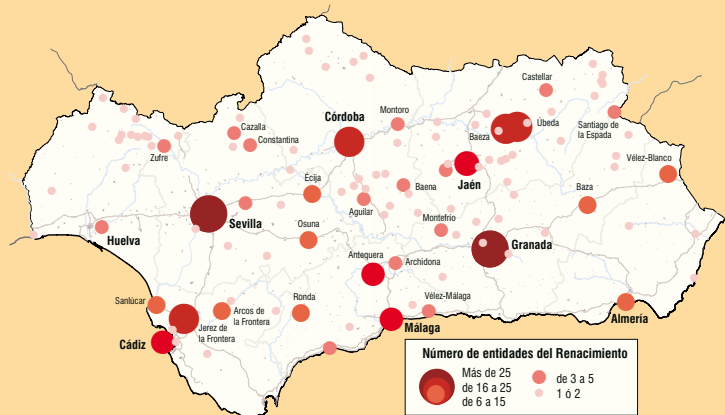 Castellar
Montoro
Córdoba
Cazalla
Constantina
Baeza
Úbeda
Santiago de
la Espada
Zufre
Vélez-Blanco
Écija
Jaén
Baena
Baza
Aguilar
Sevilla
Osuna
Montefrío
Huelva
Granada
Antequera
Archidona
Sanlúcar
Arcos de
la Frontera
Ronda
Vélez-Málaga
Almería
Jerez de
la Frontera
Málaga
Cádiz
Número de entidades del Renacimiento
Más de 25
de 16 a 25
de 6 a 15
de 3 a 5
1 ó 2